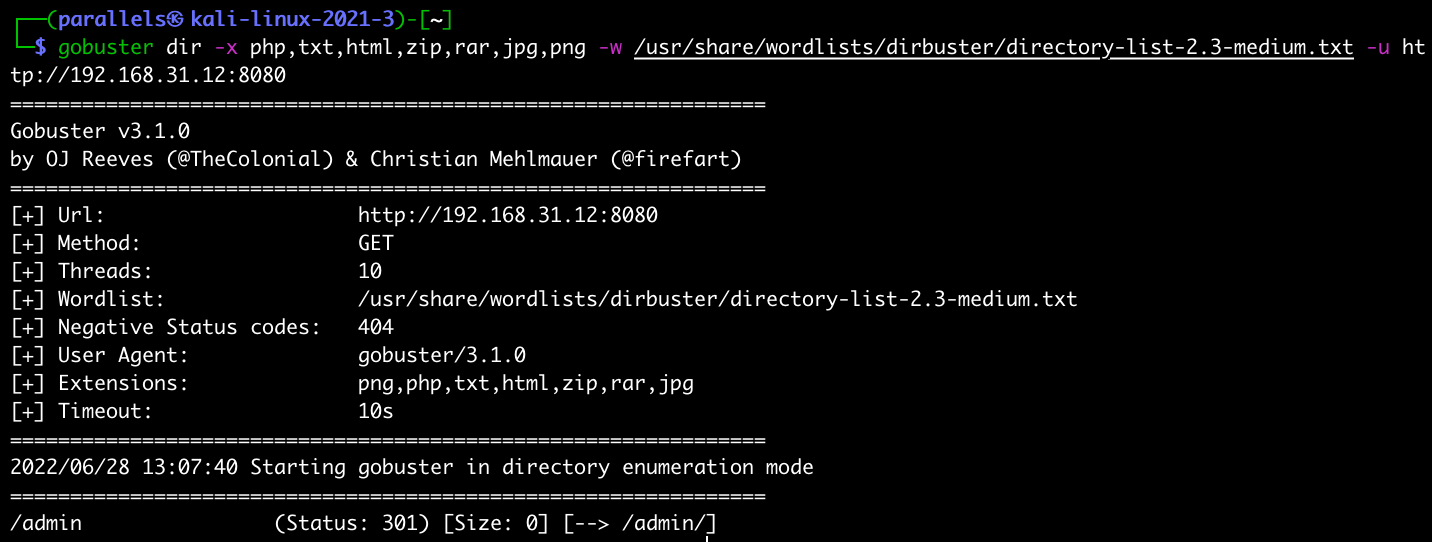 ┌──(parallels㉿kali-linux-2021-3)-[~]
└─$ gobuster dir -x php,txt,html,zip,rar,jpg,png -w /usr/share/wordlists/dirbuster/directory-list-2.3-medium.txt -u ht
tp://192.168.31.12:8080
===============================================================
Gobuster v3.1.0
by OJ Reeves (@TheColonial) & Christian Mehlmauer (@firefart)
===============================================================
[+] Url:                     http://192.168.31.12:8080
[+] Method:                  GET
[+] Threads:                 10
[+] Wordlist:                /usr/share/wordlists/dirbuster/directory-list-2.3-medium.txt
[+] Negative Status codes:   404
[+] User Agent:              gobuster/3.1.0
[+] Extensions:              png,php,txt,html,zip,rar,jpg
[+] Timeout:                 10s
===============================================================
2022/06/28 13:07:40 Starting gobuster in directory enumeration mode
===============================================================
/admin                (Status: 301) [Size: 0] [--> /admin/]